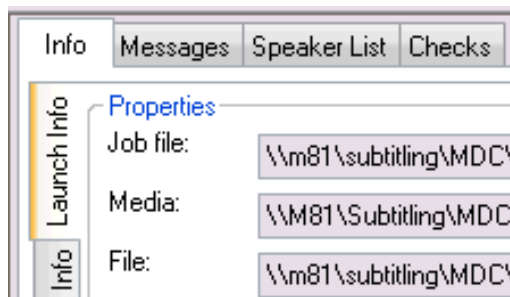 Info Messages Speaker List Checks
Launch Info
Properties
Job file: \\m81\subtitling\MDC\
Media: \\M81\Subtitling\MDC
File: \\m81\subtitling\MDC\
Info